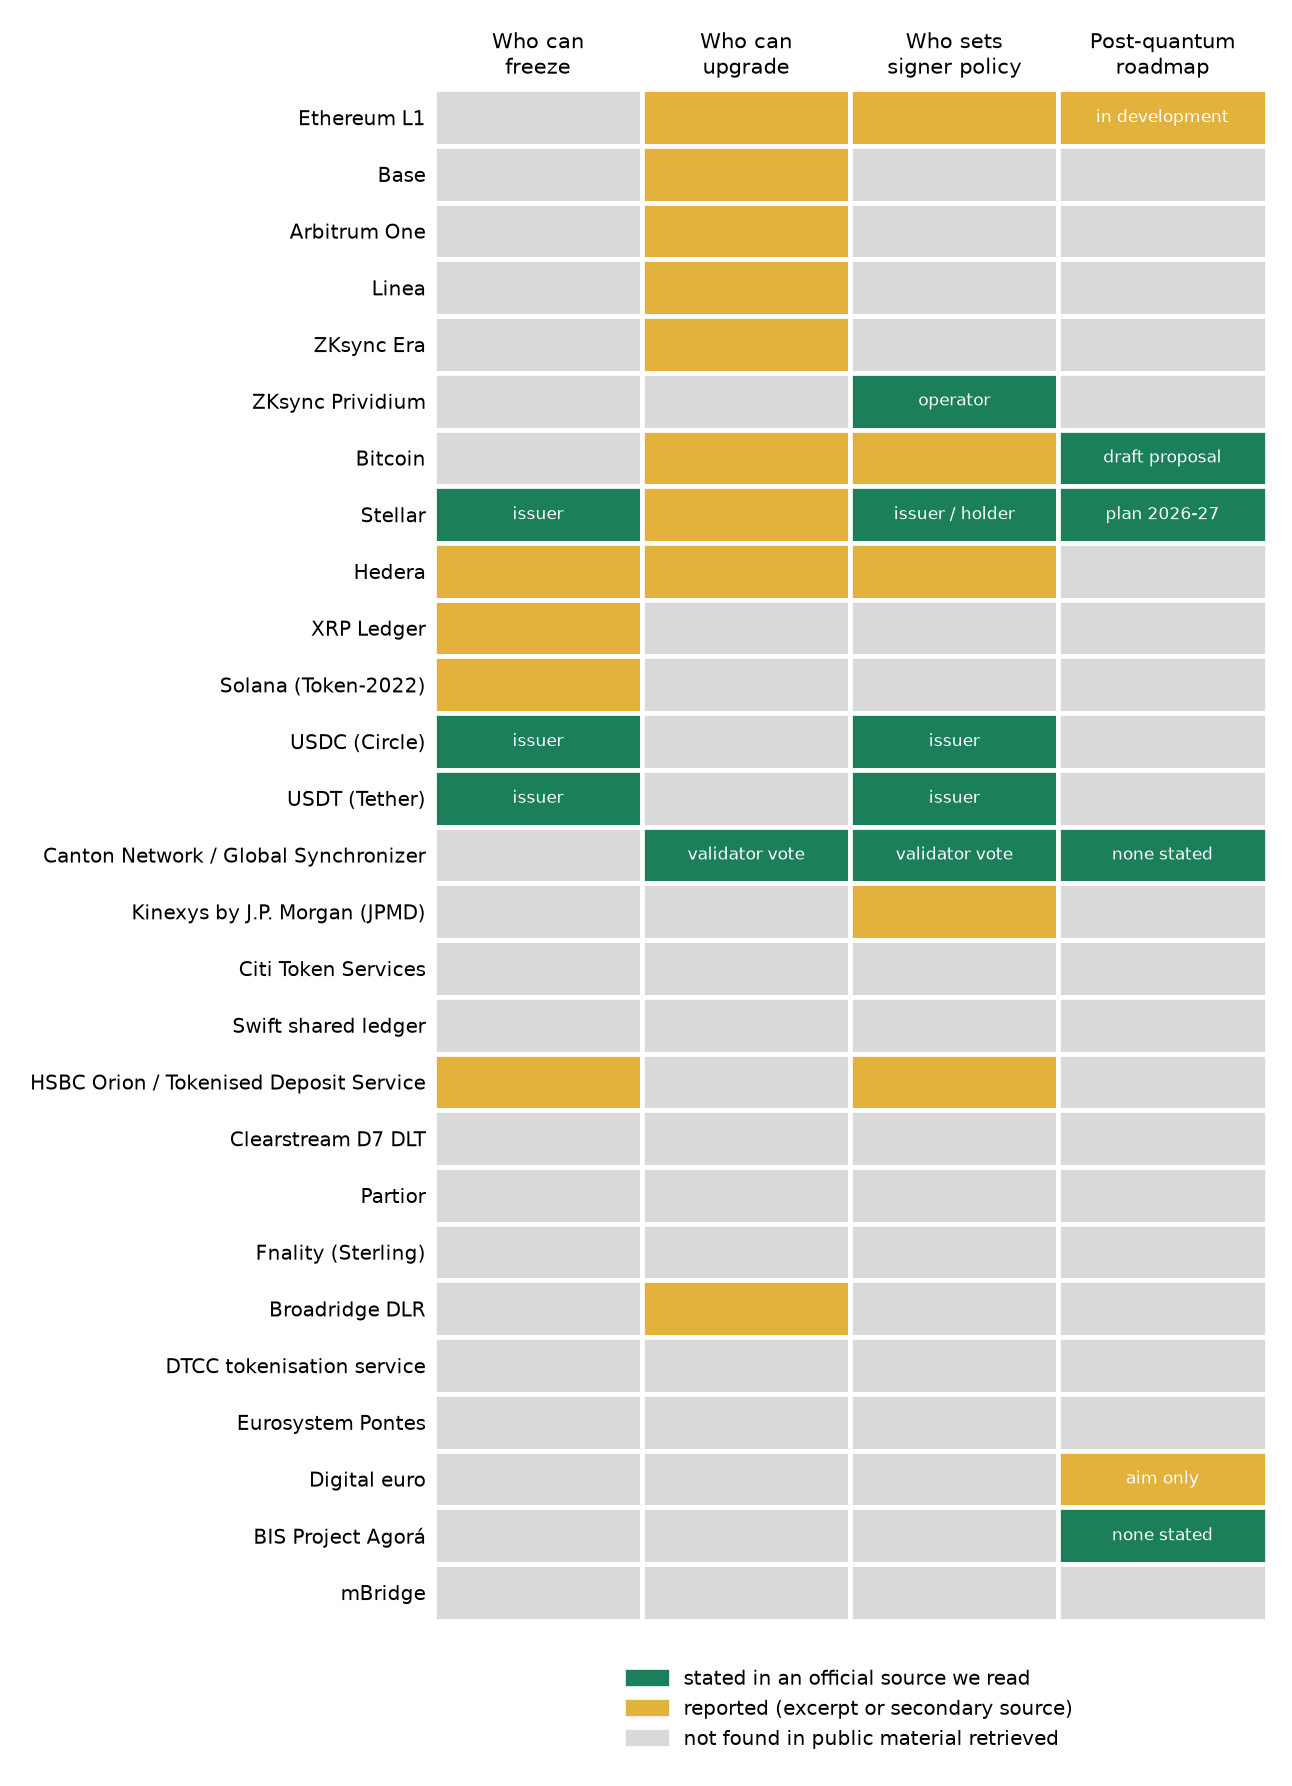 Who can
freeze
Who can
upgrade
Who sets
signer policy
Post-quantum
roadmap
Ethereum L1
in development
Base
Arbitrum One
Linea
ZKsync Era
ZKsync Prividium
operator
Bitcoin
draft proposal
Stellar
issuer
issuer / holder
plan 2026-27
Hedera
XRP Ledger
Solana (Token-2022)
USDC (Circle)
issuer
issuer
USDT (Tether)
issuer
issuer
Canton Network / Global Synchronizer
validator vote
validator vote
none stated
Kinexys by J.P. Morgan (JPMD)
Citi Token Services
Swift shared ledger
HSBC Orion / Tokenised Deposit Service
Clearstream D7 DLT
Partior
Fnality (Sterling)
Broadridge DLR
DTCC tokenisation service
Eurosystem Pontes
Digital euro
aim only
BIS Project Agorá
none stated
mBridge
stated in an official source we read
reported (excerpt or secondary source)
not found in public material retrieved